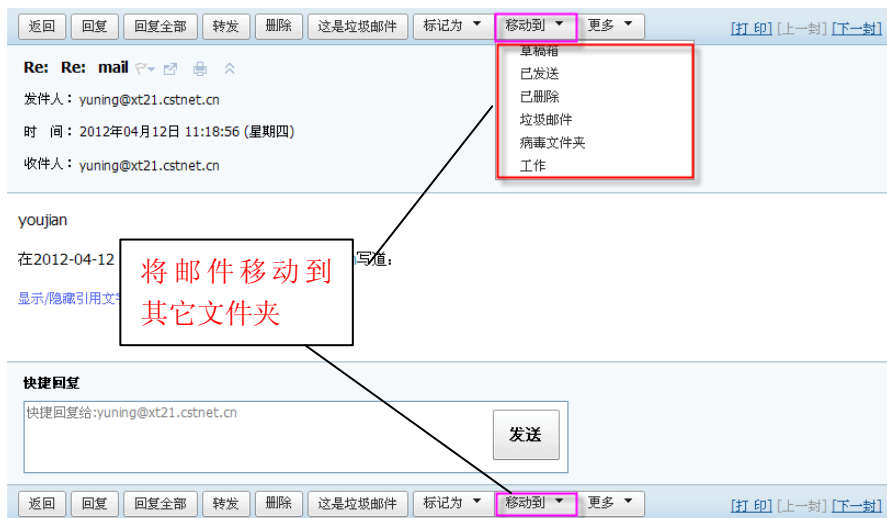 返回 回复 回复全部 转发 删除 这是垃圾邮件 标记为 移动到 更多 [打 印] [上一封] [下一封]
草稿箱
已发送
已删除
垃圾邮件
病毒文件夹
工作
Re: Re: mail
发件人：yuning@xt21.cstnet.cn
时 间：2012年04月12日 11:18:56 (星期四)
收件人：yuning@xt21.cstnet.cn
youjian
在2012-04-12 写道：
显示/隐藏引用文
将邮件移动到
其它文件夹
快捷回复
快捷回复给:yuning@xt21.cstnet.cn
发送
返回 回复 回复全部 转发 删除 这是垃圾邮件 标记为 移动到 更多 [打 印] [上一封] [下一封]